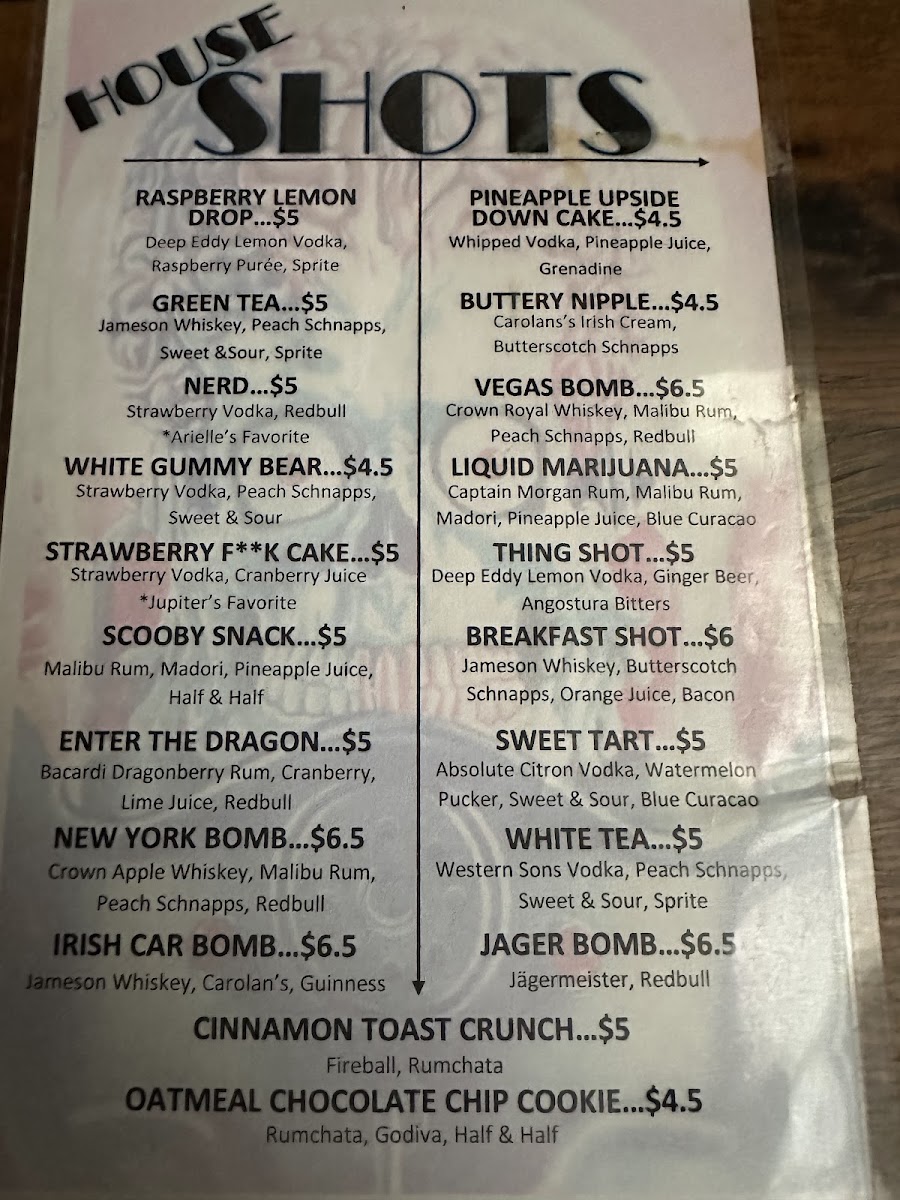 HOUSE
SHOTS
RASPBERRY LEMON
DROP...$5
Deep Eddy Lemon Vodka,
Raspberry Purée, Sprite
GREEN TEA...$5
Jameson Whiskey, Peach Schnapps,
Sweet &Sour, Sprite
NERD...$5
Strawberry Vodka, Redbull
*Arielle's Favorite
WHITE GUMMY BEAR...$4.5
Strawberry Vodka, Peach Schnapps,
Sweet & Sour
STRAWBERRY F**K CAKE...$5
Strawberry Vodka, Cranberry Juice
*Jupiter's Favorite
SCOOBY SNACK...$5
Malibu Rum, Madori, Pineapple Juice,
Half & Half
ENTER THE DRAGON...$5
Bacardi Dragonberry Rum, Cranberry,
Lime Juice, Redbull
NEW YORK BOMB...$6.5
Crown Apple Whiskey, Malibu Rum,
Peach Schnapps, Redbull
IRISH CAR BOMB...$6.5
Jameson Whiskey, Carolan's, Guinness
PINEAPPLE UPSIDE
DOWN CAKE...$4.5
Whipped Vodka, Pineapple Juice,
Grenadine
BUTTERY NIPPLE...$4.5
Carolans's Irish Cream,
Butterscotch Schnapps
VEGAS BOMB...$6.5
Crown Royal Whiskey, Malibu Rum,
Peach Schnapps, Redbull
LIQUID MARIJUANA...$5
Captain Morgan Rum, Malibu Rum,
Madori, Pineapple Juice, Blue Curacao
THING SHOT...$5
Deep Eddy Lemon Vodka, Ginger Beer,
Angostura Bitters
BREAKFAST SHOT...$6
Jameson Whiskey, Butterscotch
Schnapps, Orange Juice, Bacon
SWEET TART...$5
Absolute Citron Vodka, Watermelon
Pucker, Sweet & Sour, Blue Curacao
WHITE TEA...$5
Western Sons Vodka, Peach Schnapps,
Sweet & Sour, Sprite
JAGER BOMB...$6.5
Jägermeister, Redbull
CINNAMON TOAST CRUNCH...$5
Fireball, Rumchata
OATMEAL CHOCOLATE CHIP COOKIE...$4.5
Rumchata, Godiva, Half & Half